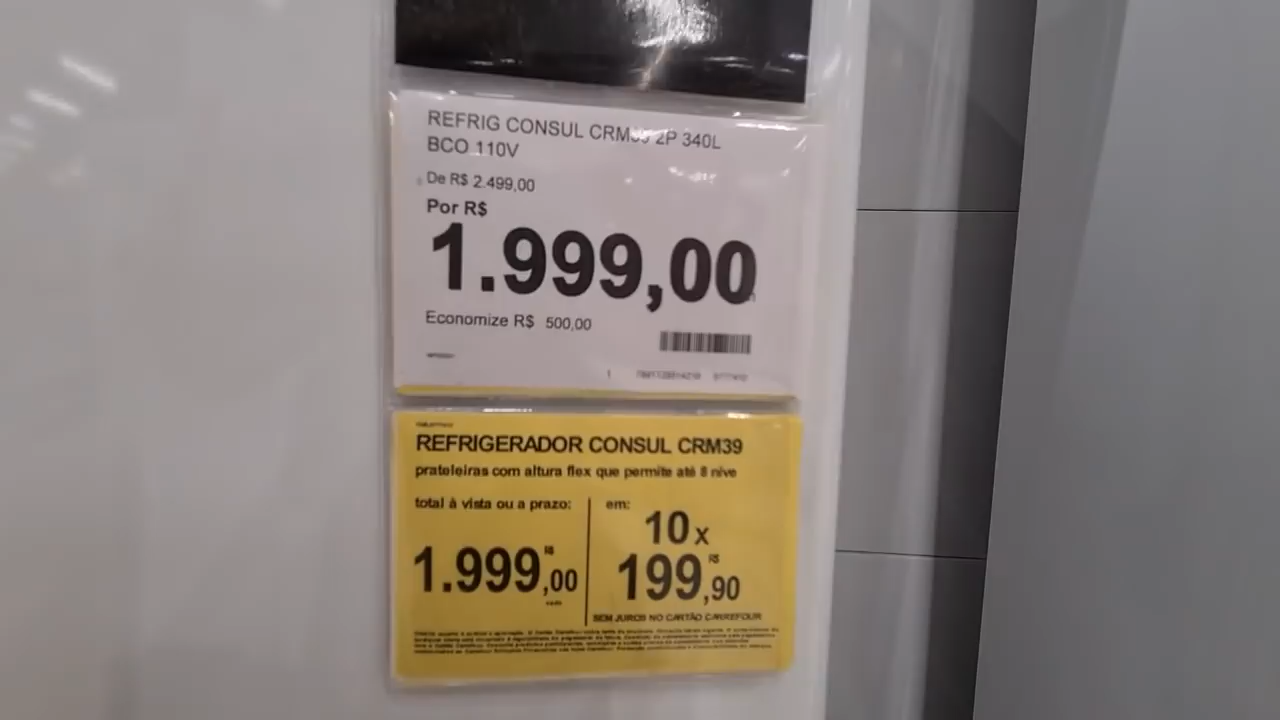 REFRIG CONSUL CRM39 2P 340L
BCO 110V
De R$ 2.499,00
Por R$
1.999,00
Economize R$ 500,00
REFRIGERADOR CONSUL CRM39
prateleiras com altura flex que permite até 8 nive
total à vista ou a prazo:
R$
1.999,00
em:
10x
R$
199,90
SEM JUROS NO CARTÃO CARREFOUR